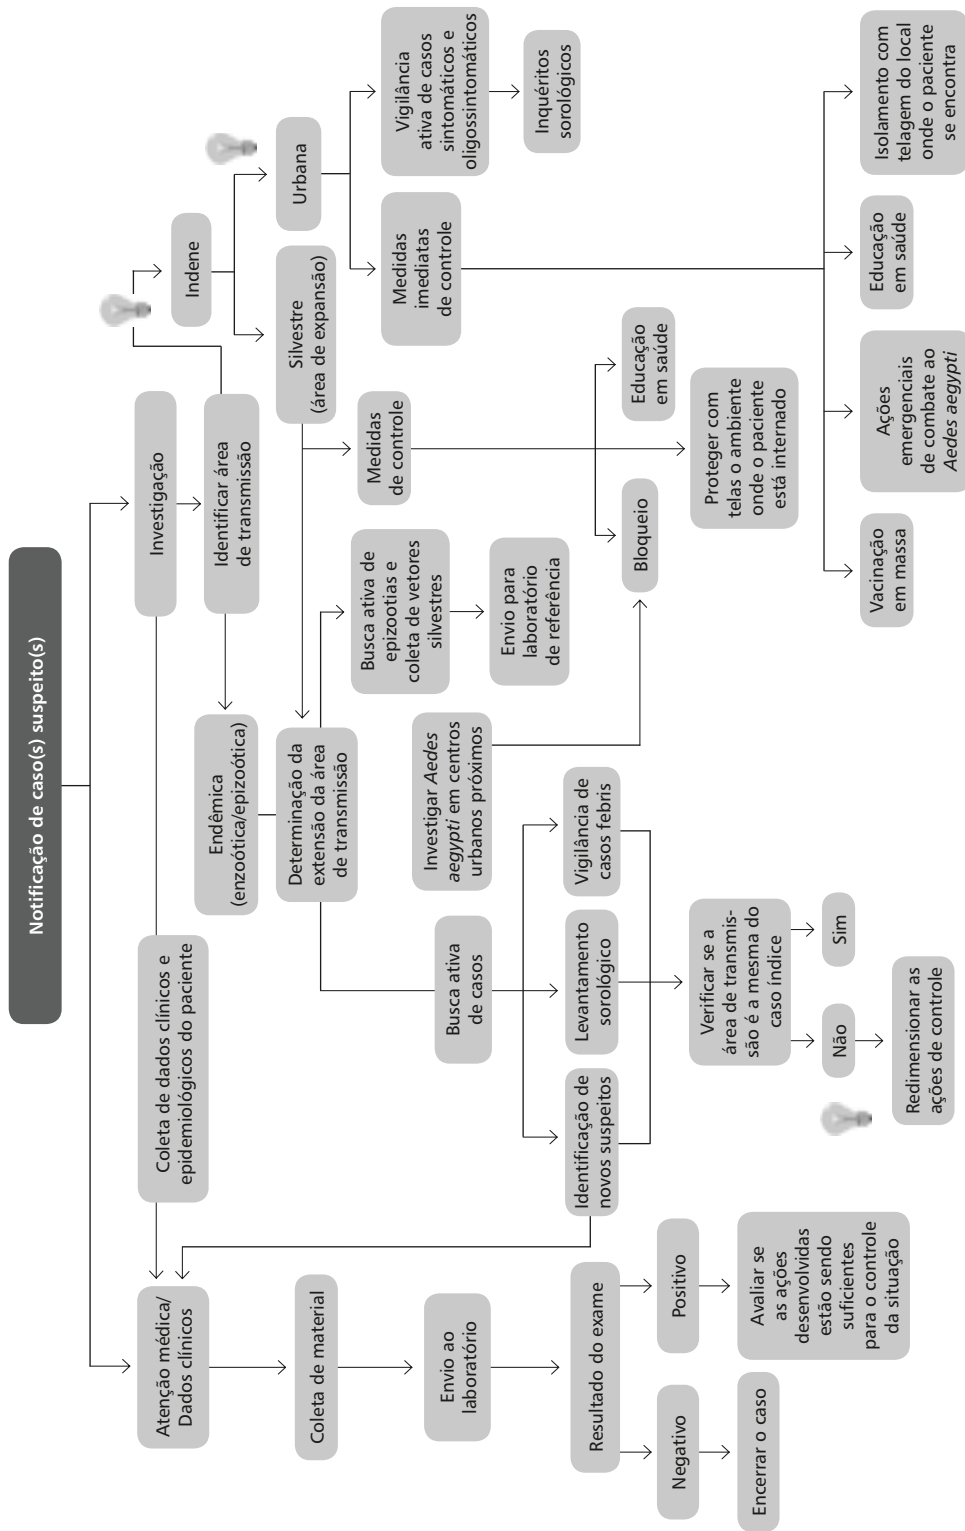 Notificação de caso(s) suspeito(s)
Atenção médica/
Dados clínicos
Coleta de dados clínicos e
epidemiológicos do paciente
Investigação
Coleta de material
Envio ao
laboratório
Resultado do exame
Negativo
Encerrar o caso
Positivo
Avaliar se
as ações
desenvolvidas
estão sendo
suficientes
para o controle
da situação
Identificar área
de transmissão
Endêmica
(enzoótica/epizoótica)
Determinação da
extensão da área
de transmissão
Busca ativa
de casos
Identificação de
novos suspeitos
Levantamento
sorológico
Vigilância de
casos febris
Verificar se a
área de transmis-
são é a mesma do
caso índice
Não
Redimensionar as
ações de controle
Sim
Investigar Aedes
aegypti em centros
urbanos próximos
Busca ativa de
epizootias e
coleta de vetores
silvestres
Envio para
laboratório
de referência
Indene
Silvestre
(área de expansão)
Medidas
de controle
Bloqueio
Proteger com
telas o ambiente
onde o paciente
está internado
Educação
em saúde
Urbana
Medidas
imediatas
de controle
Vigilância
ativa de casos
sintomáticos e
oligossintomáticos
Inquéritos
sorológicos
Vacinação
em massa
Ações
emergenciais
de combate ao
Aedes aegypti
Educação
em saúde
Isolamento com
telagem do local
onde o paciente
se encontra